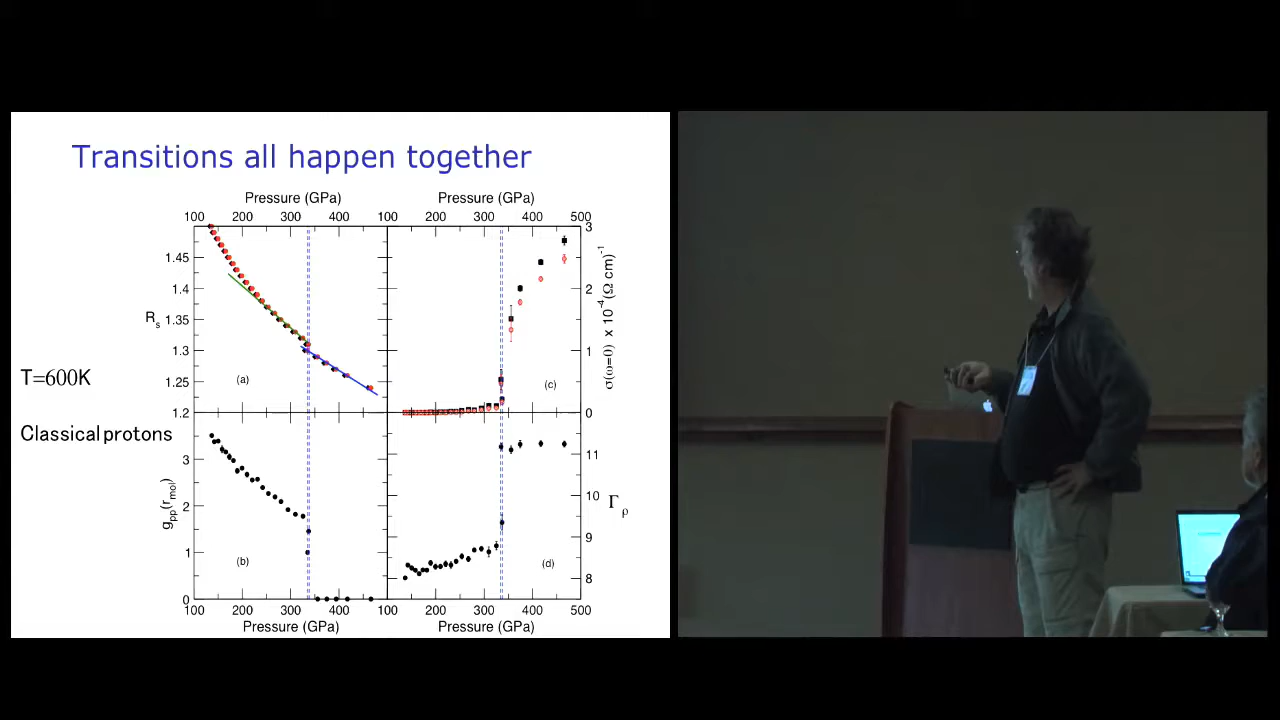 Transitions all happen together
Pressure (GPa)
Pressure (GPa)
100 200 300 400 100 200 300 400 500
3
1.45
1.4
2
1.35
R_s
1.3
1
1.25
(a)
(c)
σ(ω=0) x 10^-4 (Ω cm)^-1
1.2
0
T=600K
Classical protons
3
11
2
10
g_pp(r_mol)
Γ_ρ
9
1
(b)
(d)
8
0
100 200 300 400 100 200 300 400 500
Pressure (GPa)
Pressure (GPa)